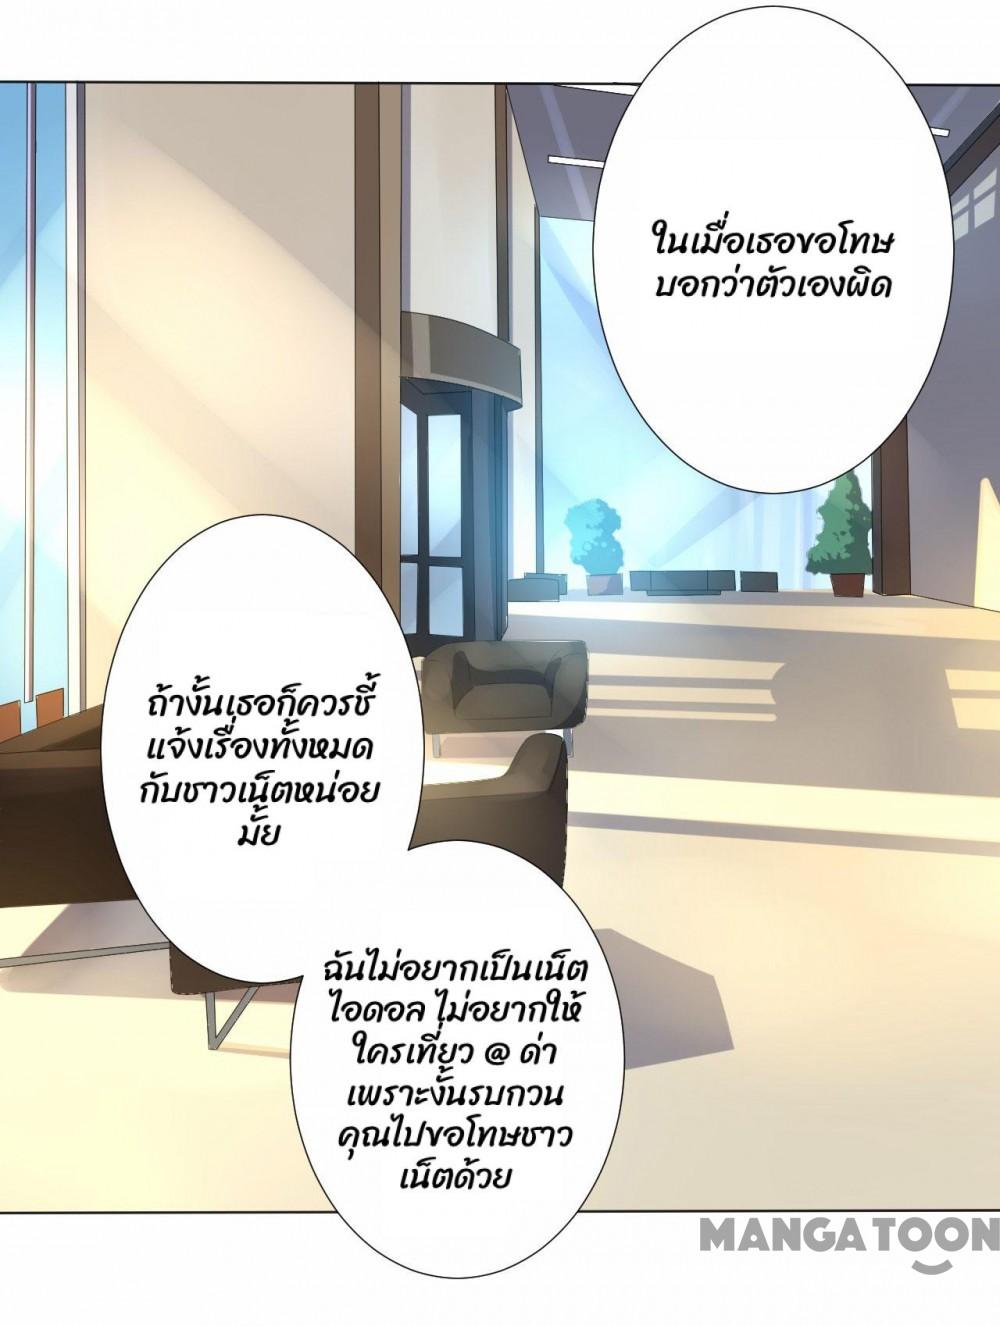 ในเมื่อเธอขอโทษ
บอกว่าตัวเองผิด
ถ้างั้นเธอก็ควรชี้
แจ้งเรื่องทั้งหมด
กับชาวเน็ตหน่อย
มั้ย
ฉันไม่อยากเป็นเน็ต
ไอดอล ไม่อยากให้
ใครเที่ยว @ ด่า
เพราะงั้นรบกวน
คุณไปขอโทษชาว
เน็ตด้วย
MANGATOON